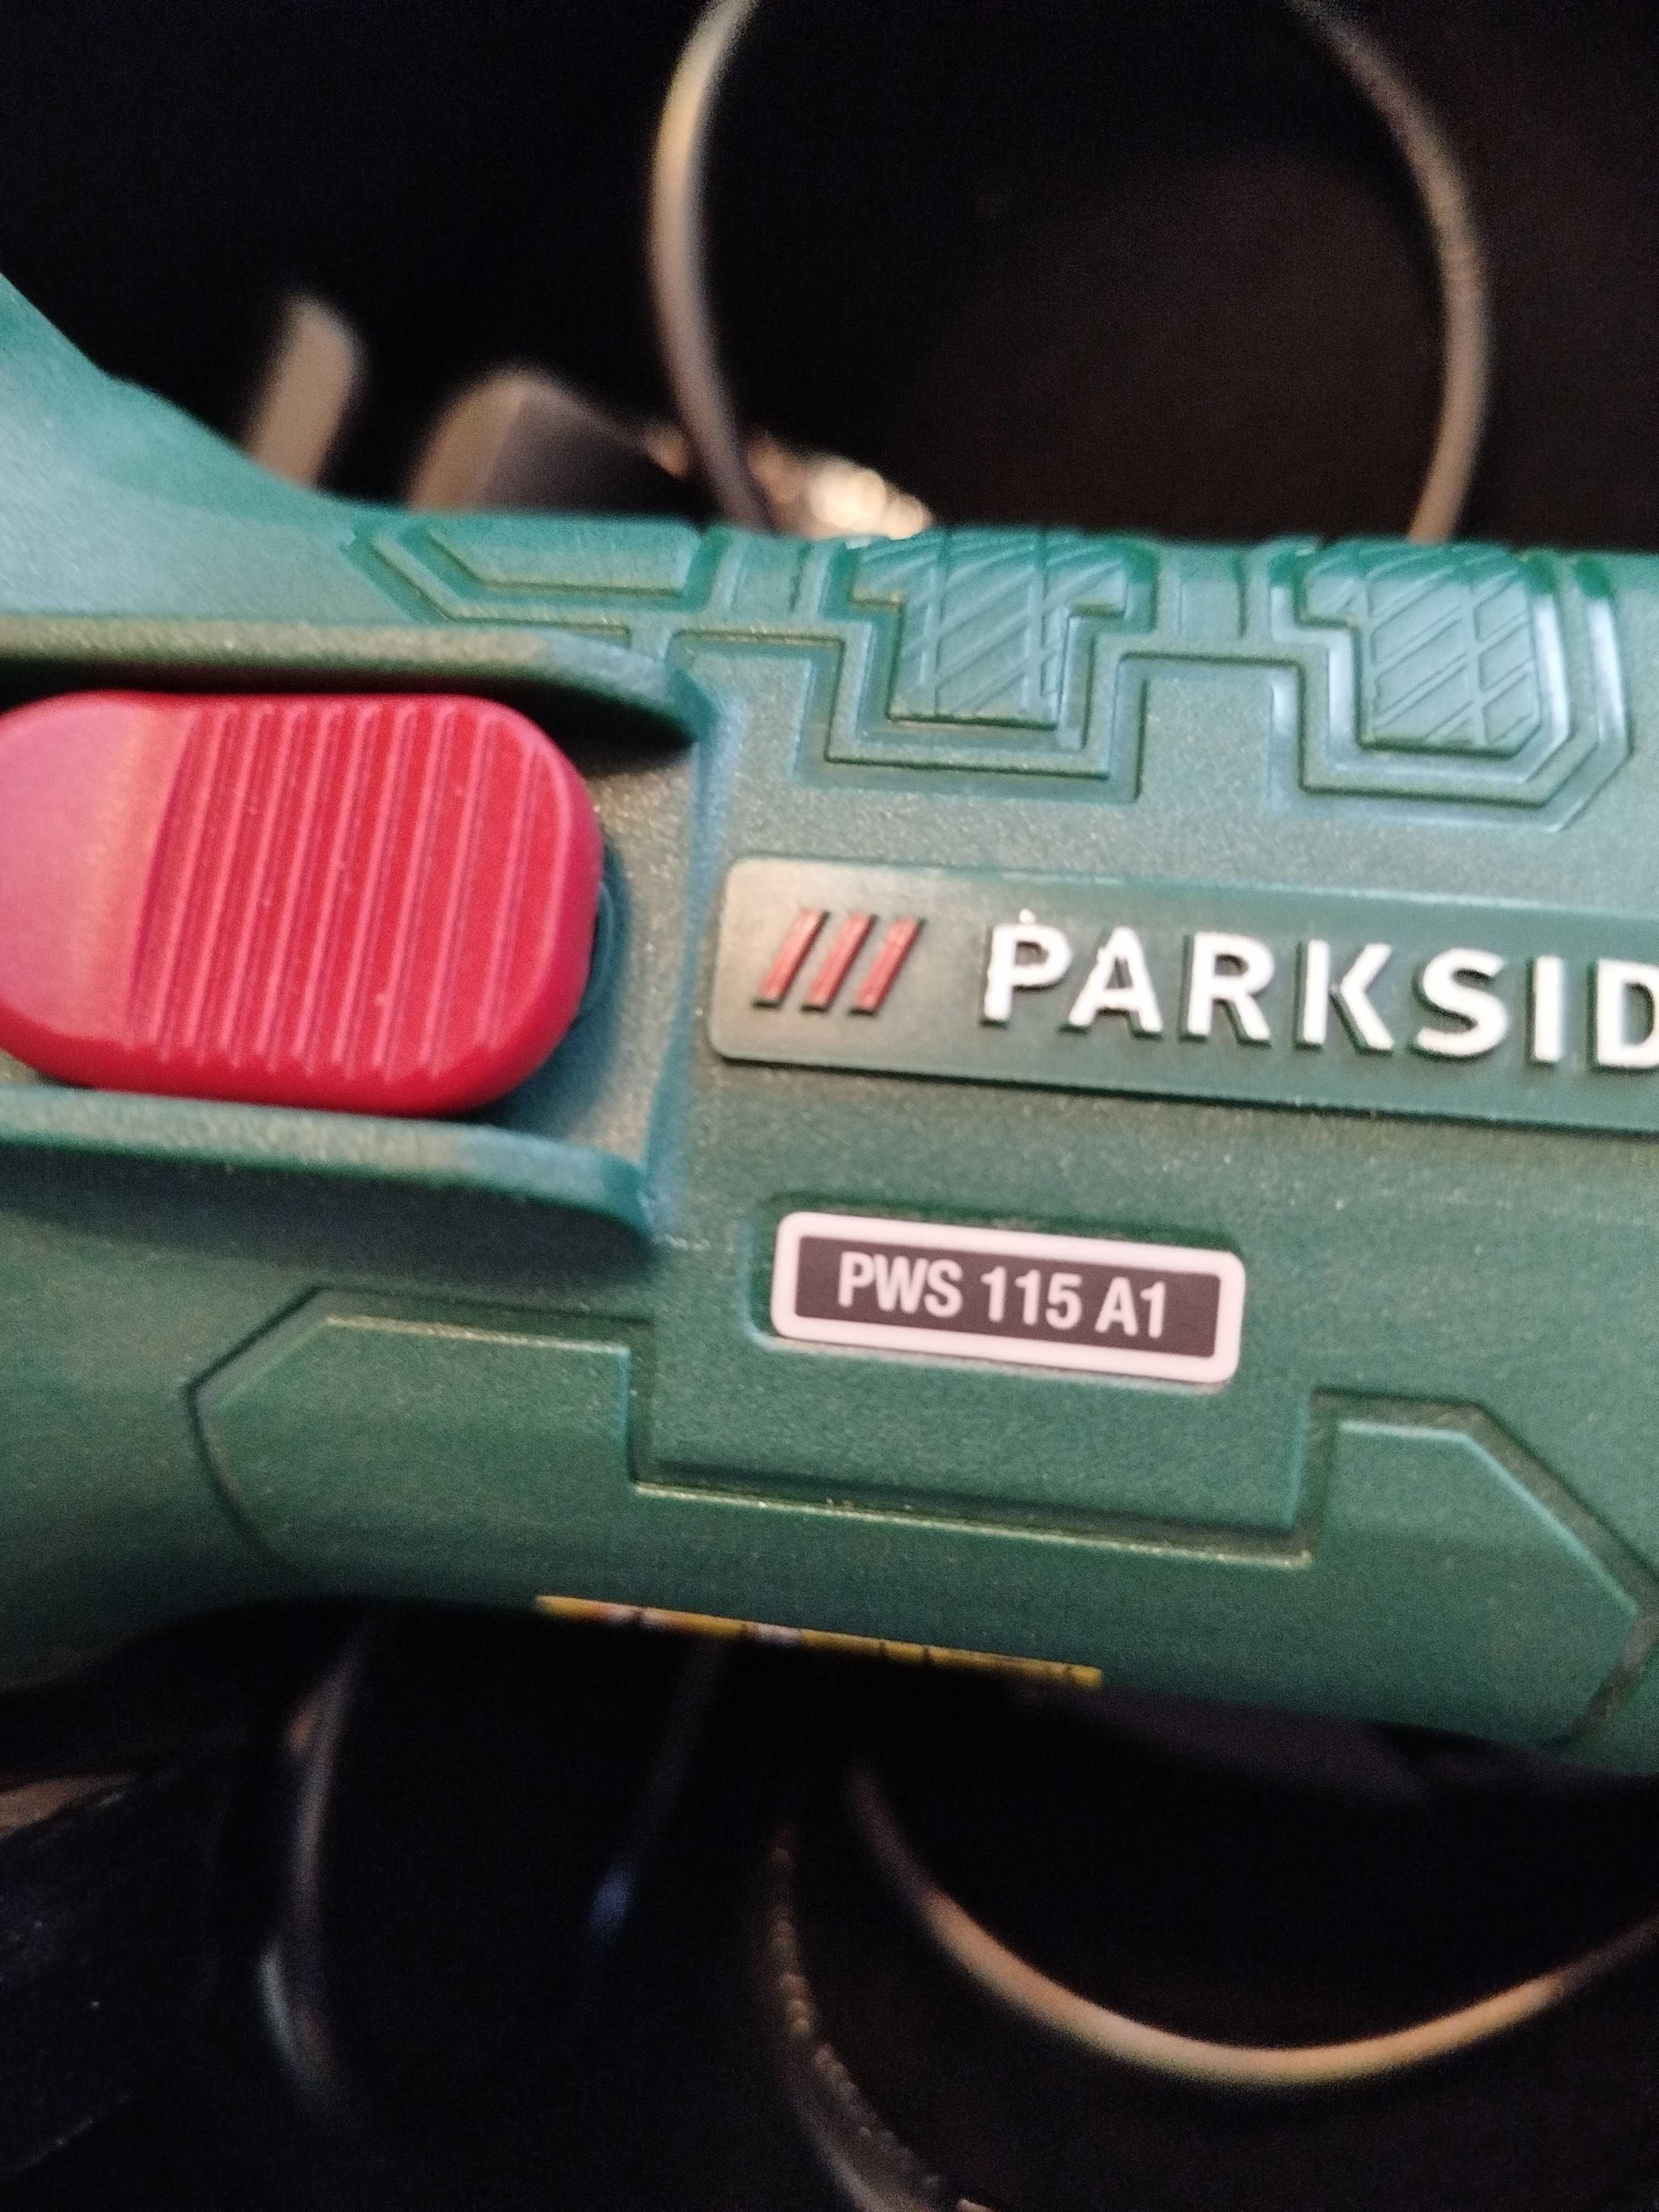 /// PARKSID
PWS 115 A1